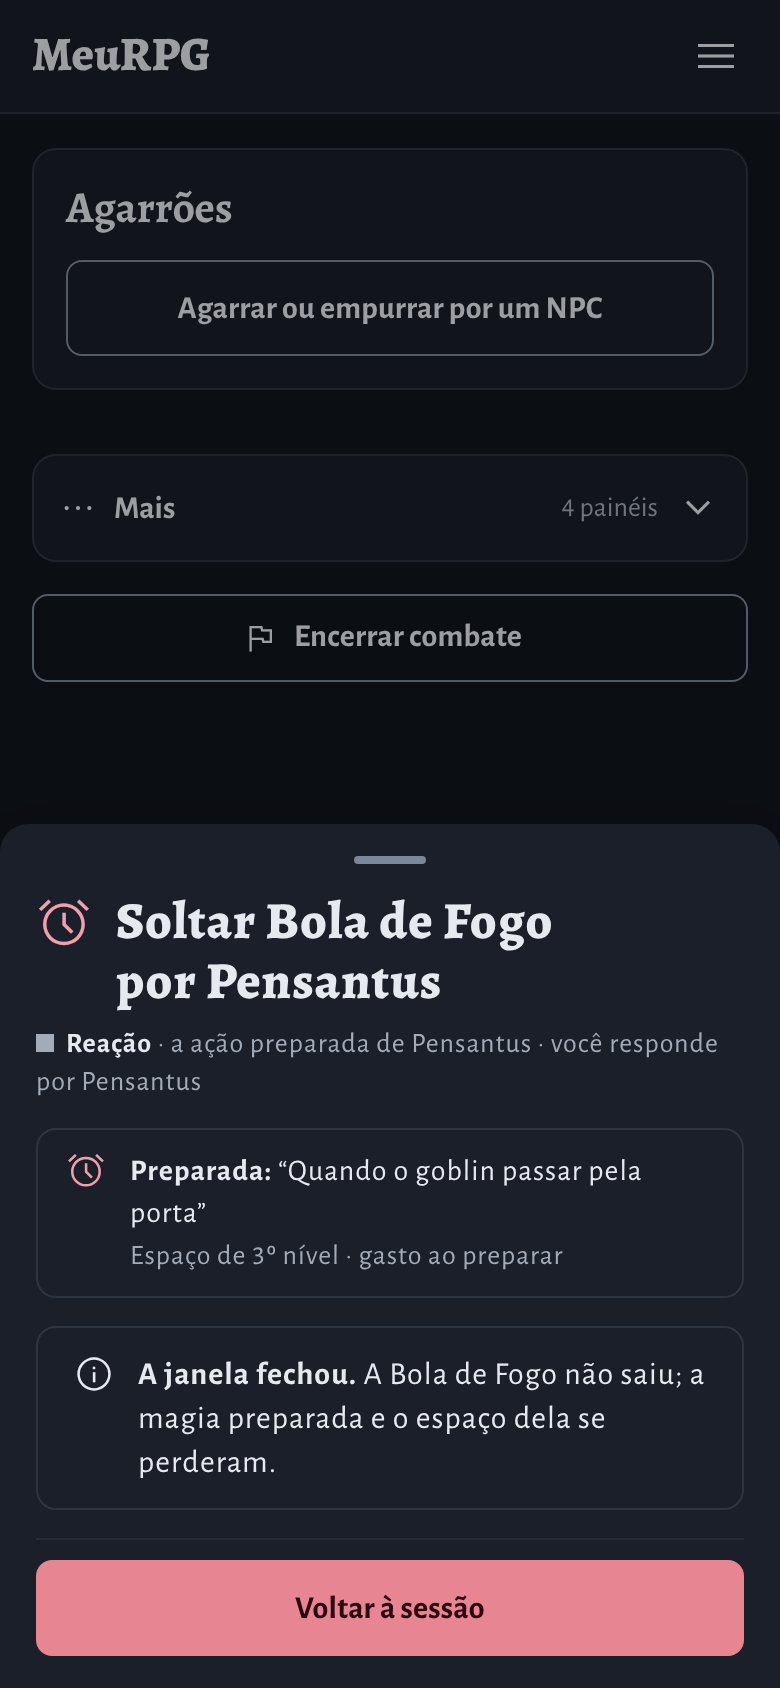 MeuRPG
Agarrões
Agarrar ou empurrar por um NPC
··· Mais 4 painéis
Encerrar combate
Soltar Bola de Fogo
por Pensantus
Reação · a ação preparada de Pensantus · você responde
por Pensantus
Preparada: “Quando o goblin passar pela
porta”
Espaço de 3º nível · gasto ao preparar
A janela fechou. A Bola de Fogo não saiu; a
magia preparada e o espaço dela se
perderam.
Voltar à sessão